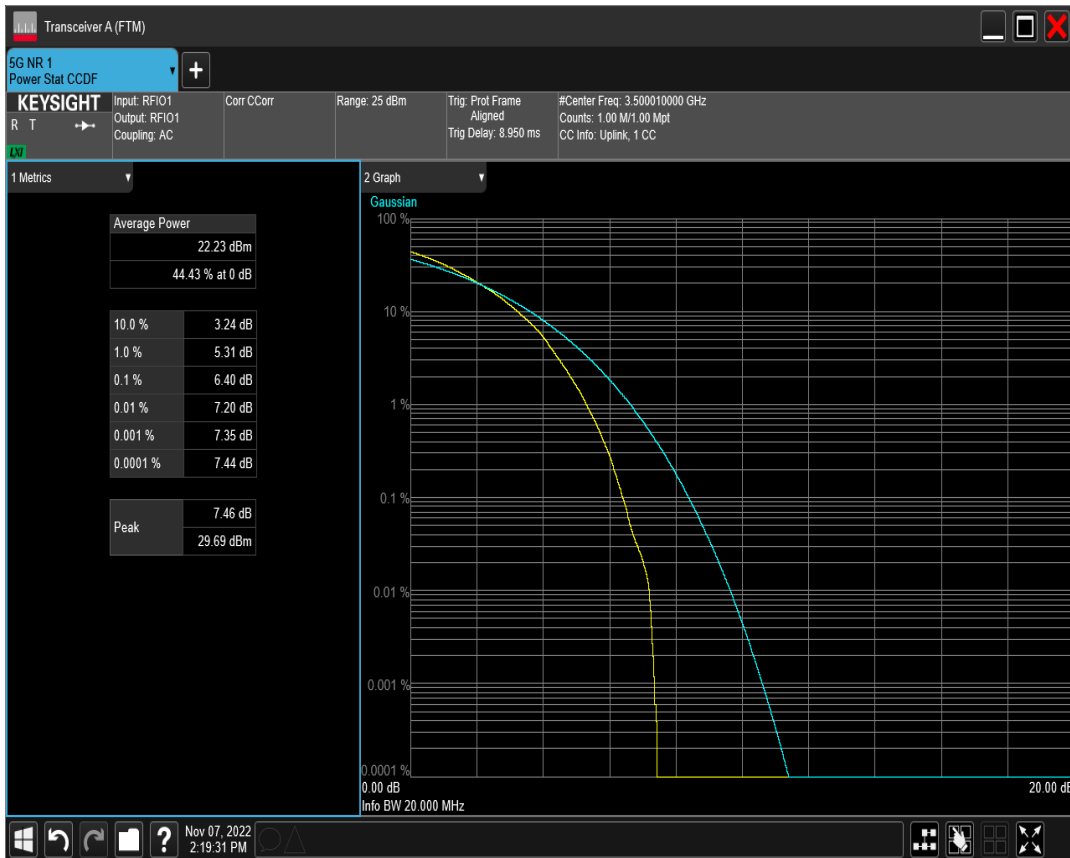 Transceiver A (FTM)
5G NR 1
Power Stat CCDF
+
KEYSIGHT
R T
LXI
Input: RFIO1
Output: RFIO1
Coupling: AC
Corr CCorr
Range: 25 dBm
Trig: Prot Frame
Aligned
Trig Delay: 8.950 ms
#Center Freq: 3.500010000 GHz
Counts: 1.00 M/1.00 Mpt
CC Info: Uplink, 1 CC
1 Metrics
Average Power
22.23 dBm
44.43 % at 0 dB
10.0 % 3.24 dB
1.0 % 5.31 dB
0.1 % 6.40 dB
0.01 % 7.20 dB
0.001 % 7.35 dB
0.0001 % 7.44 dB
Peak 7.46 dB
29.69 dBm
2 Graph
Gaussian
100 %
10 %
1 %
0.1 %
0.01 %
0.001 %
0.0001 %
0.00 dB 20.00 dB
Info BW 20.000 MHz
? Nov 07, 2022
2:19:31 PM